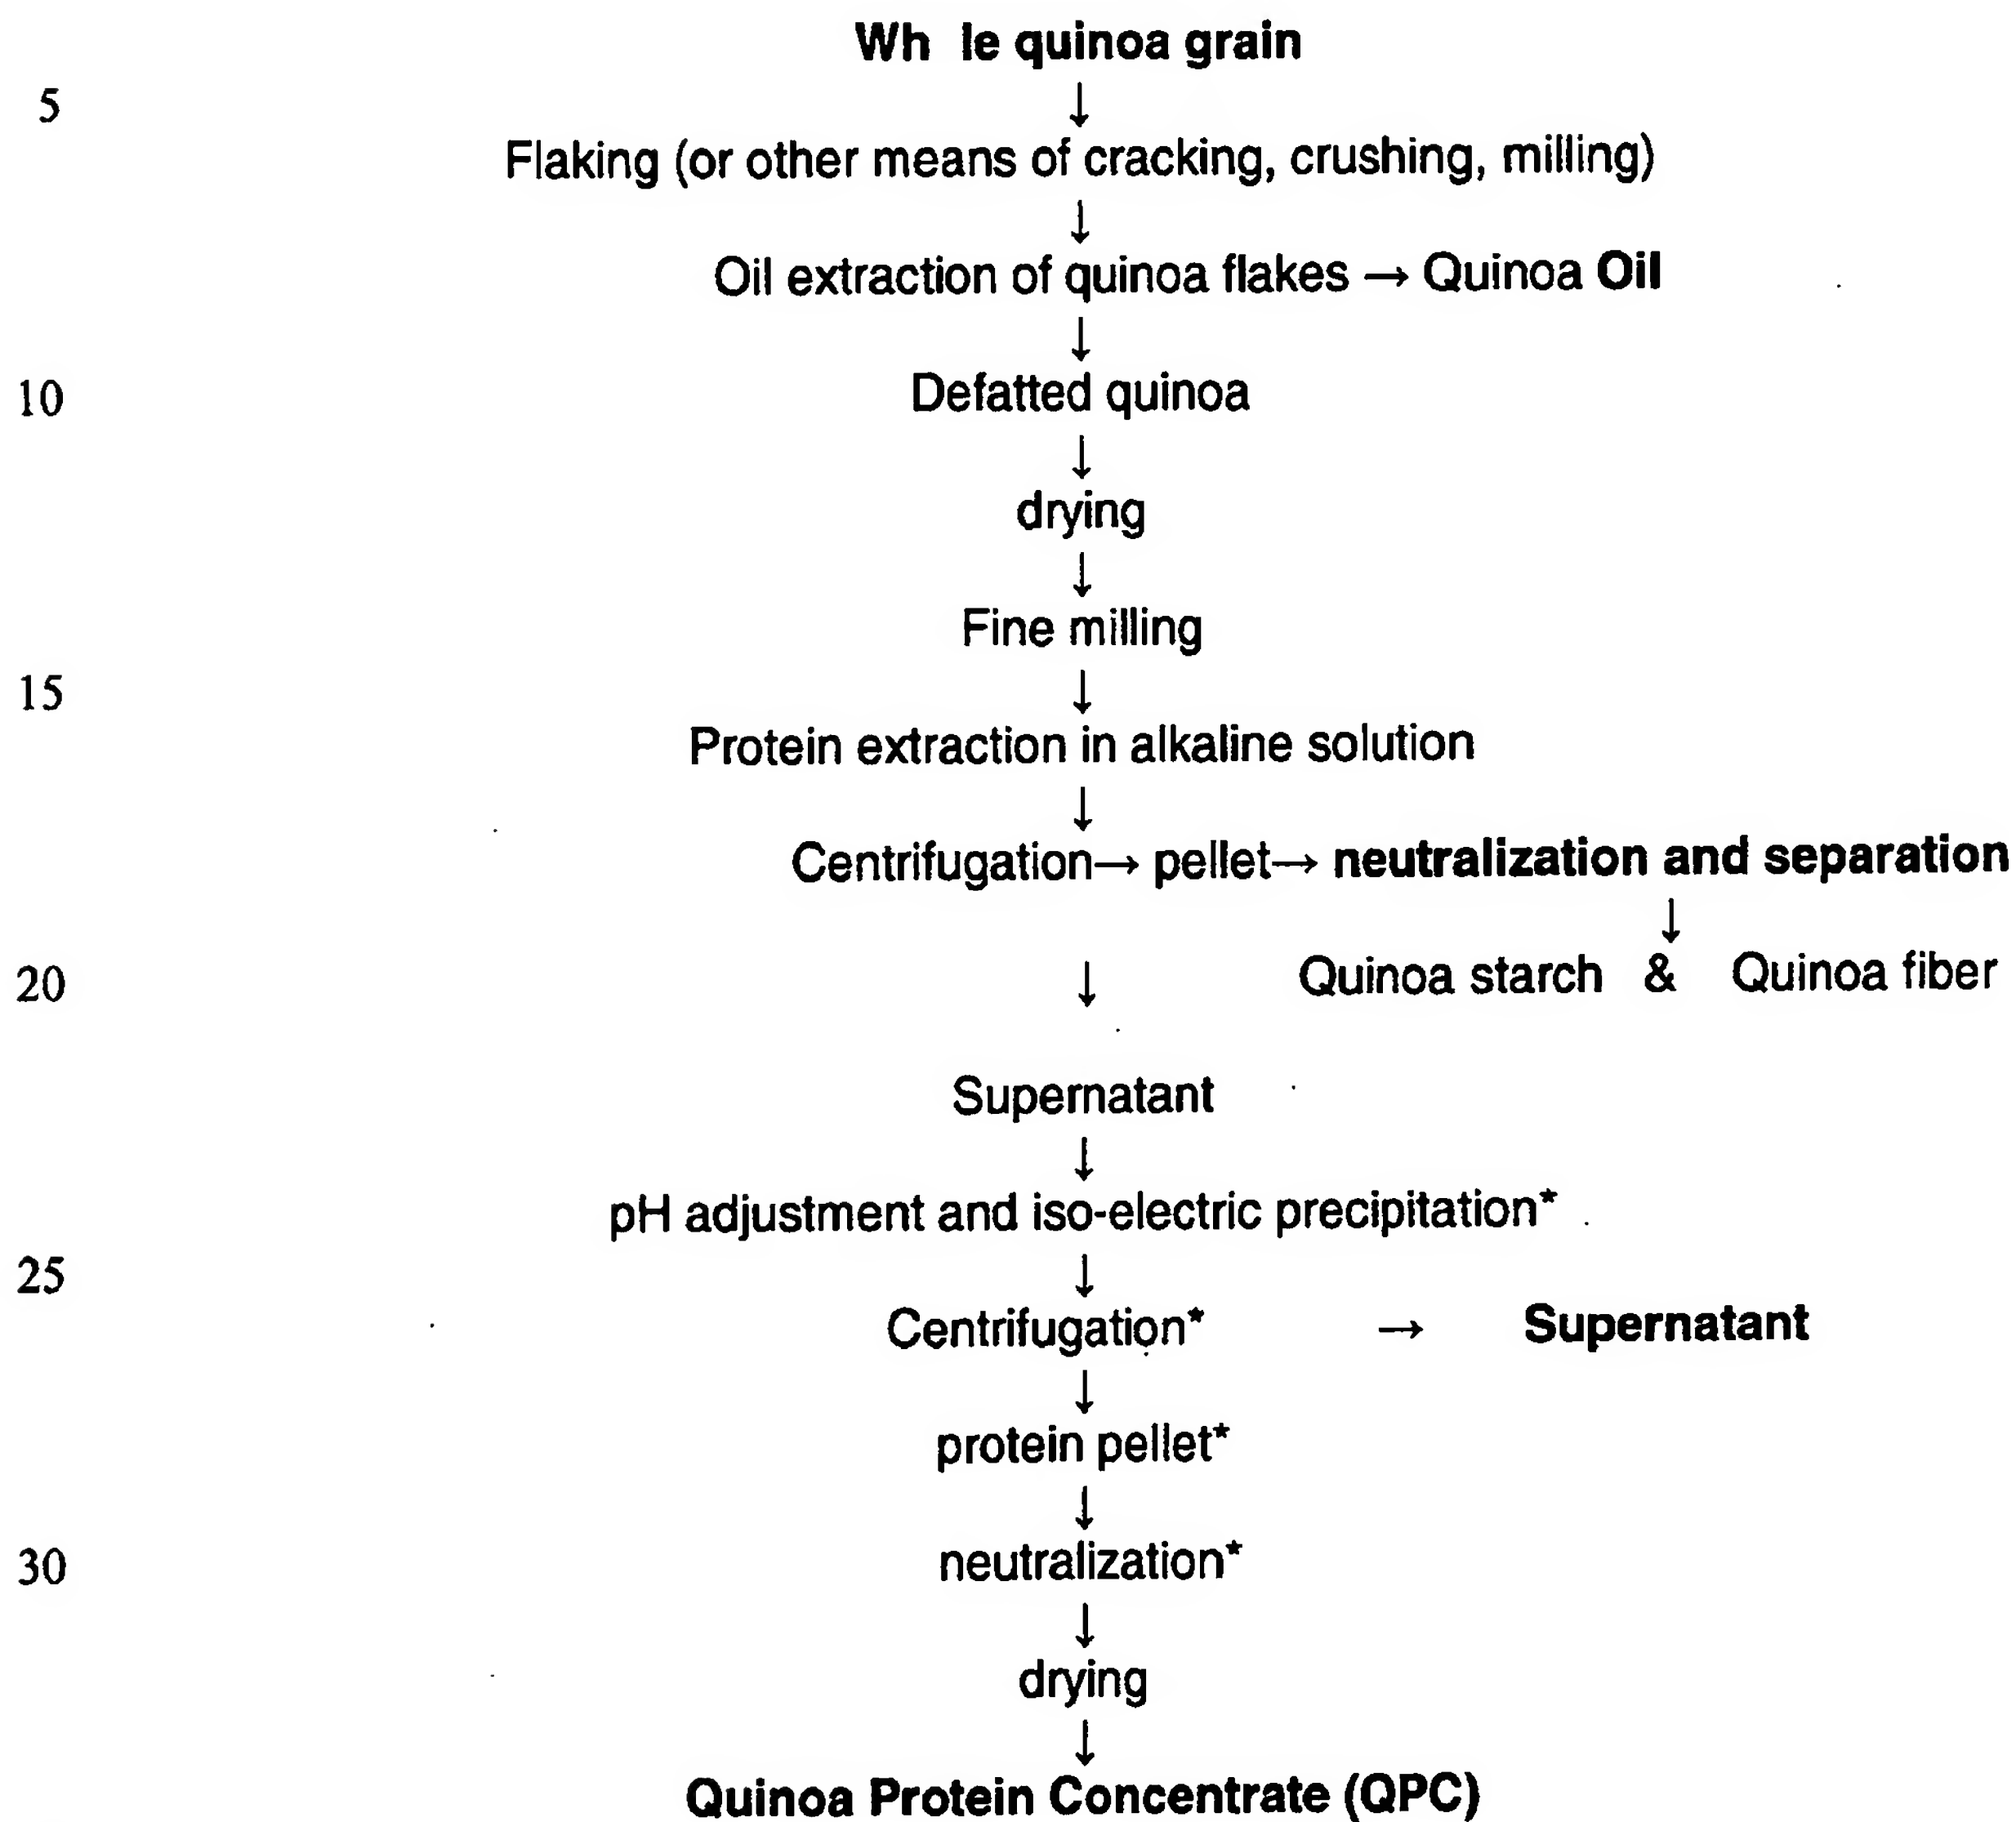 Wh le quinoa grain
5
↓
Flaking (or other means of cracking, crushing, milling)
↓
Oil extraction of quinoa flakes → Quinoa Oil
↓
10 Defatted quinoa
↓
drying
↓
Fine milling
15
↓
Protein extraction in alkaline solution
↓
Centrifugation→ pellet→ neutralization and separation
↓
20 ↓ Quinoa starch & Quinoa fiber
Supernatant
↓
pH adjustment and iso-electric precipitation*
25
↓
Centrifugation* → Supernatant
↓
protein pellet*
↓
30 neutralization*
↓
drying
↓
Quinoa Protein Concentrate (QPC)